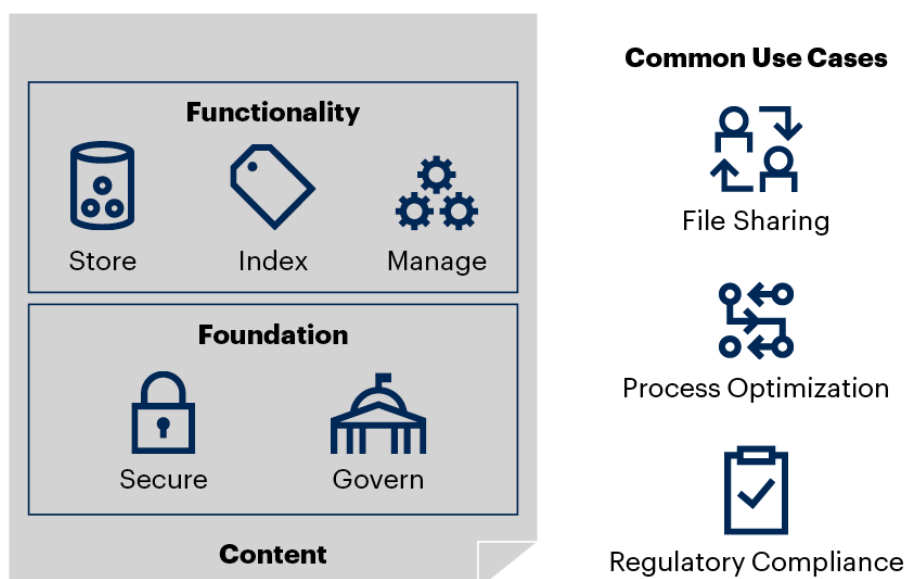 Functionality
Store
Index
Manage
Foundation
Secure
Govern
Content
Common Use Cases
File Sharing
Process Optimization
Regulatory Compliance